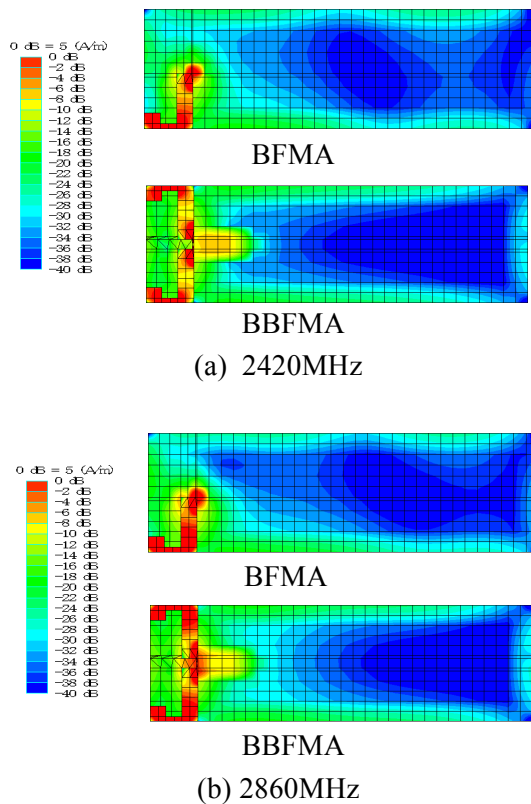 0 dB = 5 (A/m)
0 dB
-2 dB
-4 dB
-6 dB
-8 dB
-10 dB
-12 dB
-14 dB
-16 dB
-18 dB
-20 dB
-22 dB
-24 dB
-26 dB
-28 dB
-30 dB
-32 dB
-34 dB
-36 dB
-38 dB
-40 dB
BFMA
BBFMA
(a) 2420MHz
0 dB = 5 (A/m)
0 dB
-2 dB
-4 dB
-6 dB
-8 dB
-10 dB
-12 dB
-14 dB
-16 dB
-18 dB
-20 dB
-22 dB
-24 dB
-26 dB
-28 dB
-30 dB
-32 dB
-34 dB
-36 dB
-38 dB
-40 dB
BFMA
BBFMA
(b) 2860MHz